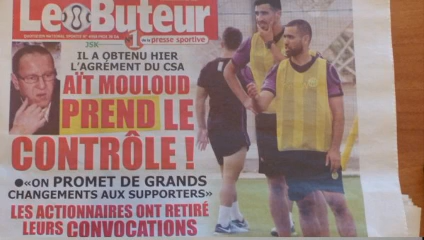 Le Buteur
de la presse sportive
JSK
IL A OBTENU HIER
L'AGRÉMENT DU CSA
AÏT MOULOUD
PREND LE
CONTRÔLE !
«ON PROMET DE GRANDS
CHANGEMENTS AUX SUPPORTERS»
LES ACTIONNAIRES ONT RETIRÉ
LEURS CONVOCATIONS